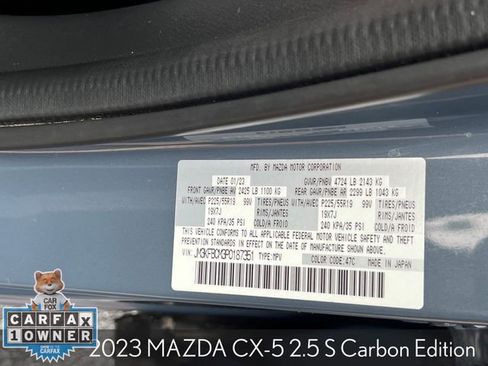 MFD. BY MAZDA MOTOR CORPORATION
DATE 01/23 GVWR/PNBV 4724 LB 2143 KG
FRONT GAWR/PNBE AV 2425 LB 1100 KG REAR GAWR/PNBE AR 2299 LB 1043 KG
WITH/AVEC P225/55R19 99V TIRES/PNEUS WITH/AVEC P225/55R19 99V TIRES/PNEUS
19X7J RIMS/JANTES 19X7J RIMS/JANTES
240 KPA/35 PSI COLD/A FROID 240 KPA/35 PSI COLD/A FROID
THIS VEHICLE CONFORMS TO ALL APPLICABLE FEDERAL MOTOR VEHICLE SAFETY AND THEFT
PREVENTION STANDARDS IN EFFECT ON THE DATE OF MANUFACTURE SHOWN ABOVE.
VIN: JM3KFBCM3P0187351 COLOR CODE:47C MADE IN JAPAN
TYPE:MPV
CARFAX
1 OWNER
2023 MAZDA CX-5 2.5 S Carbon Edition